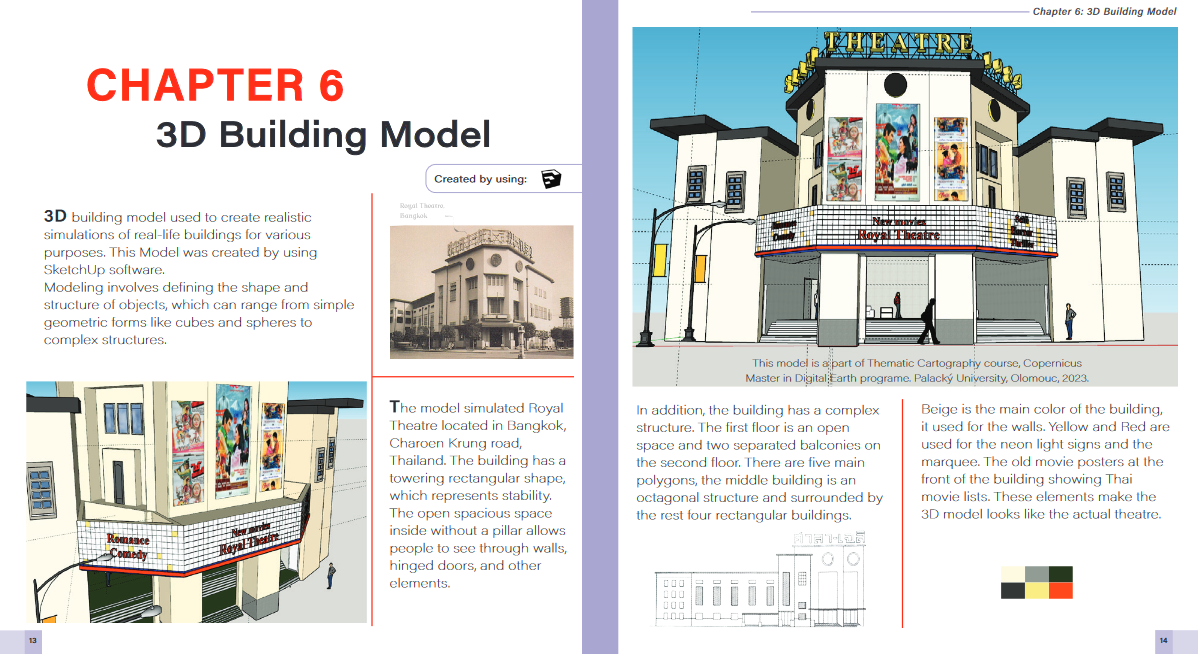 CHAPTER 6
3D Building Model
Created by using:
3D building model used to create realistic
simulations of real-life buildings for various
purposes. This Model was created by using
SketchUp software.
Modeling involves defining the shape and
structure of objects, which can range from simple
geometric forms like cubes and spheres to
complex structures.
Royal Theatre.
Bangkok
Romance
Comedy
New movies
Royal Theatre
The model simulated Royal
Theatre located in Bangkok,
Charoen Krung road,
Thailand. The building has a
towering rectangular shape,
which represents stability.
The open spacious space
inside without a pillar allows
people to see through walls,
hinged doors, and other
elements.
13
Chapter 6: 3D Building Model
THEATRE
Romance
Comedy
New movies
Royal Theatre
This model is a part of Thematic Cartography course, Copernicus
Master in Digital Earth programe. Palacký University, Olomouc, 2023.
In addition, the building has a complex
structure. The first floor is an open
space and two separated balconies on
the second floor. There are five main
polygons, the middle building is an
octagonal structure and surrounded by
the rest four rectangular buildings.
Beige is the main color of the building,
it used for the walls. Yellow and Red are
used for the neon light signs and the
marquee. The old movie posters at the
front of the building showing Thai
movie lists. These elements make the
3D model looks like the actual theatre.
14